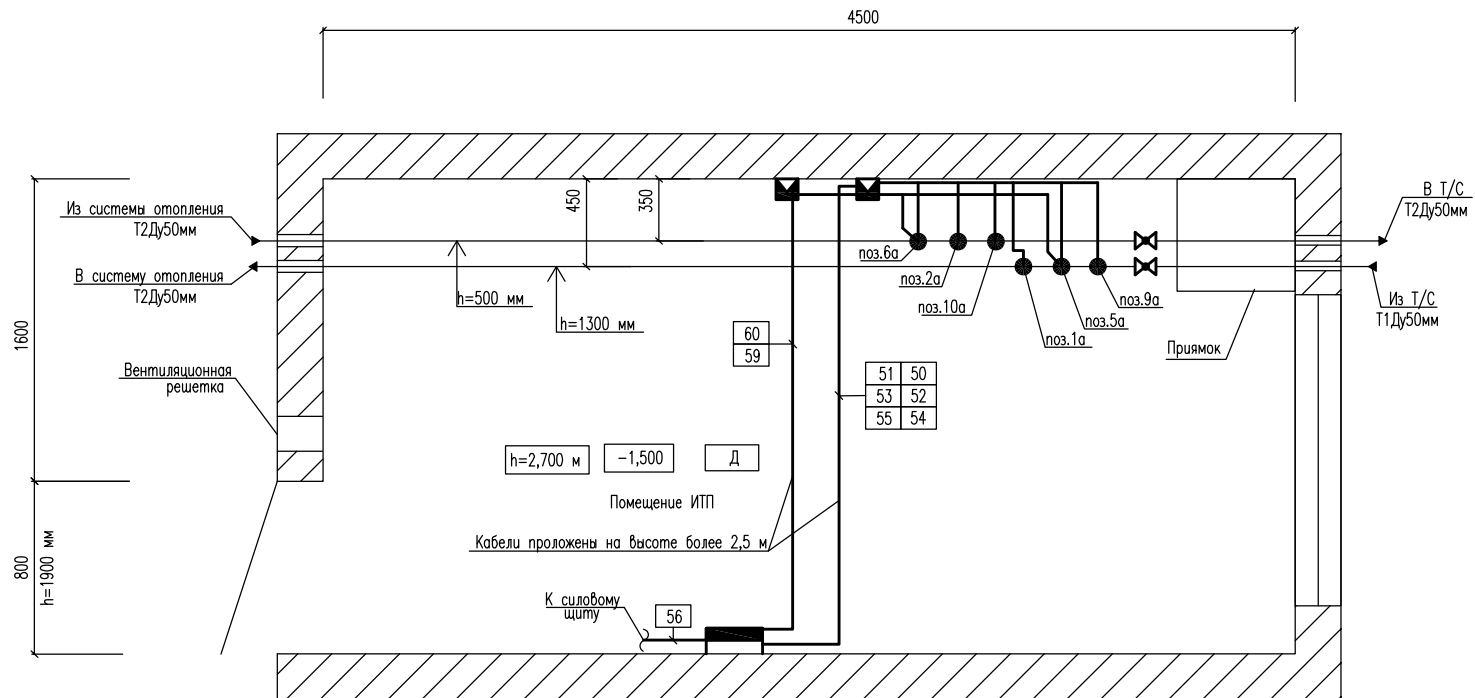 4500
Из системы отопления
Т2Ду50мм
В систему отопления
Т2Ду50мм
450
350
h=500 мм
h=1300 мм
поз.6а
поз.2а
поз.10а
поз.1а
поз.5а
поз.9а
В Т/С
Т2Ду50мм
Из Т/С
Т1Ду50мм
Приямок
1600
Вентиляционная
решетка
60
59
51 50
53 52
55 54
h=2,700 м
-1,500
Д
Помещение ИТП
Кабели проложены на высоте более 2,5 м
800
h=1900 мм
К силовому
щиту
56